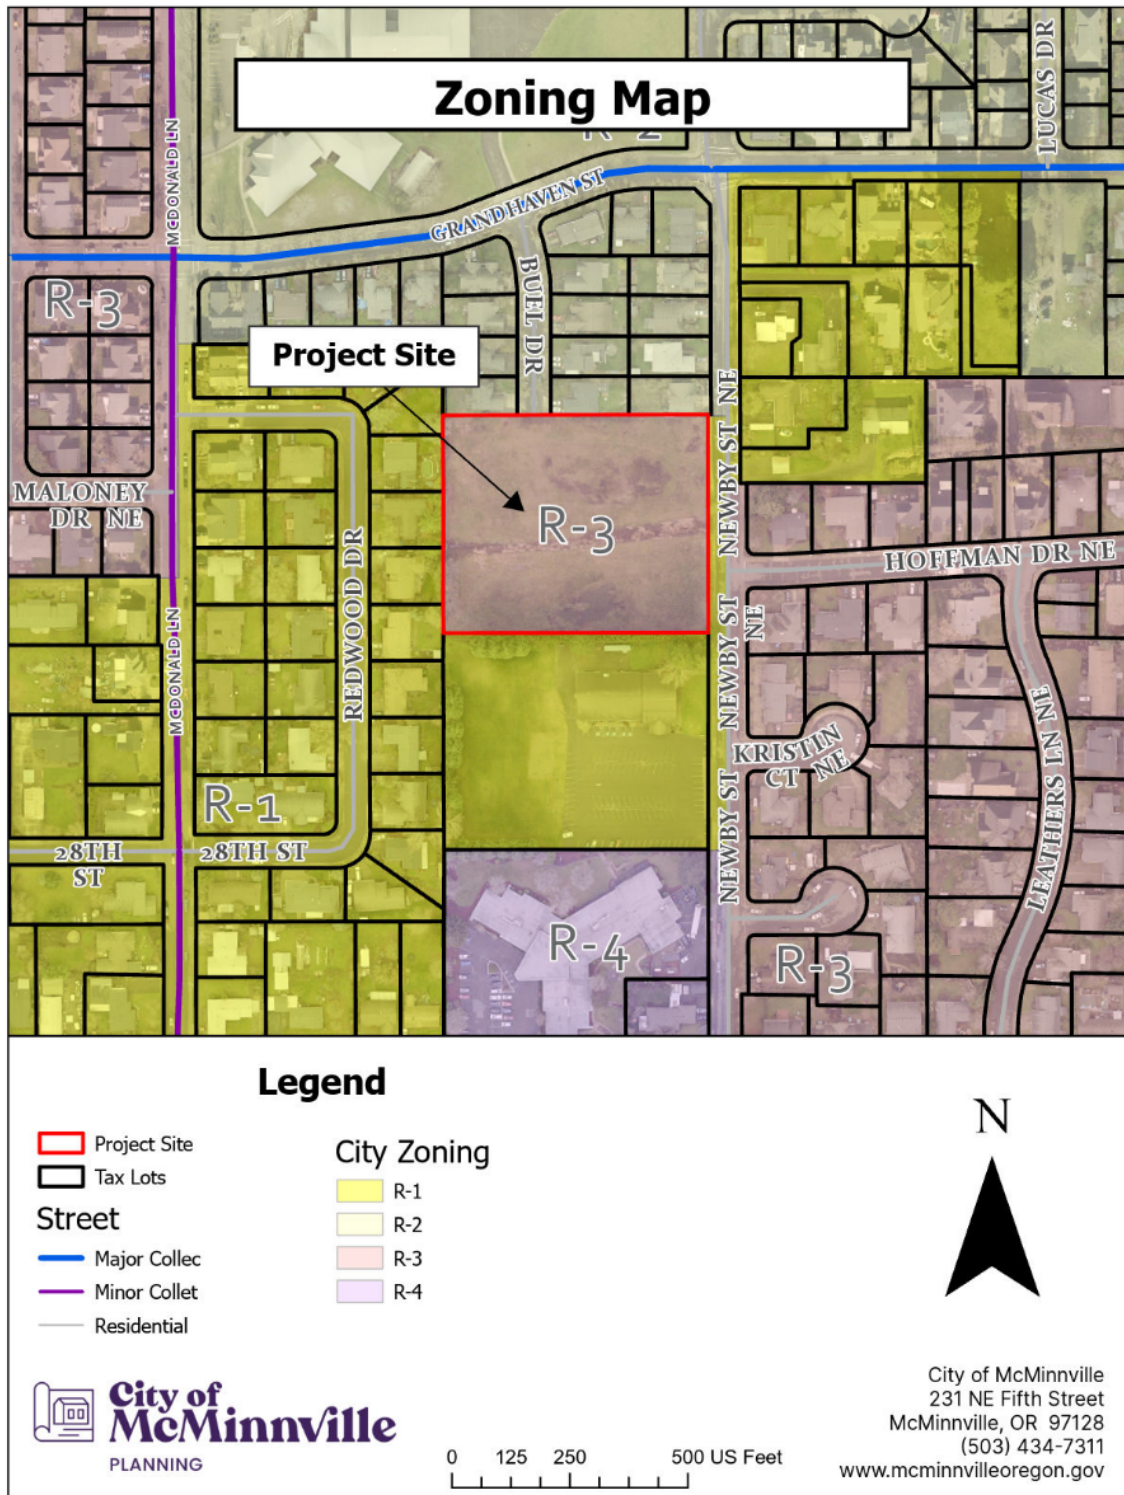 Zoning Map
LUCAS DR
MCDONALD LN
GRANDHAVEN ST
R-3
BUEL DR
Project Site
NEWBY ST NE
MALONEY
DR NE
R-3
HOFFMAN DR NE
REDWOOD DR
NEWBY ST
NE
MCDONALD LN
KRISTIN
CT NE
LEATHERS LN NE
R-1
NEWBY ST NE
28TH
ST
28TH ST
R-4
R-3
Legend
Project Site
Tax Lots
Street
Major Collec
Minor Collet
Residential
City Zoning
R-1
R-2
R-3
R-4
N
City of
McMinnville
PLANNING
0 125 250 500 US Feet
City of McMinnville
231 NE Fifth Street
McMinnville, OR 97128
(503) 434-7311
www.mcminnvilleoregon.gov